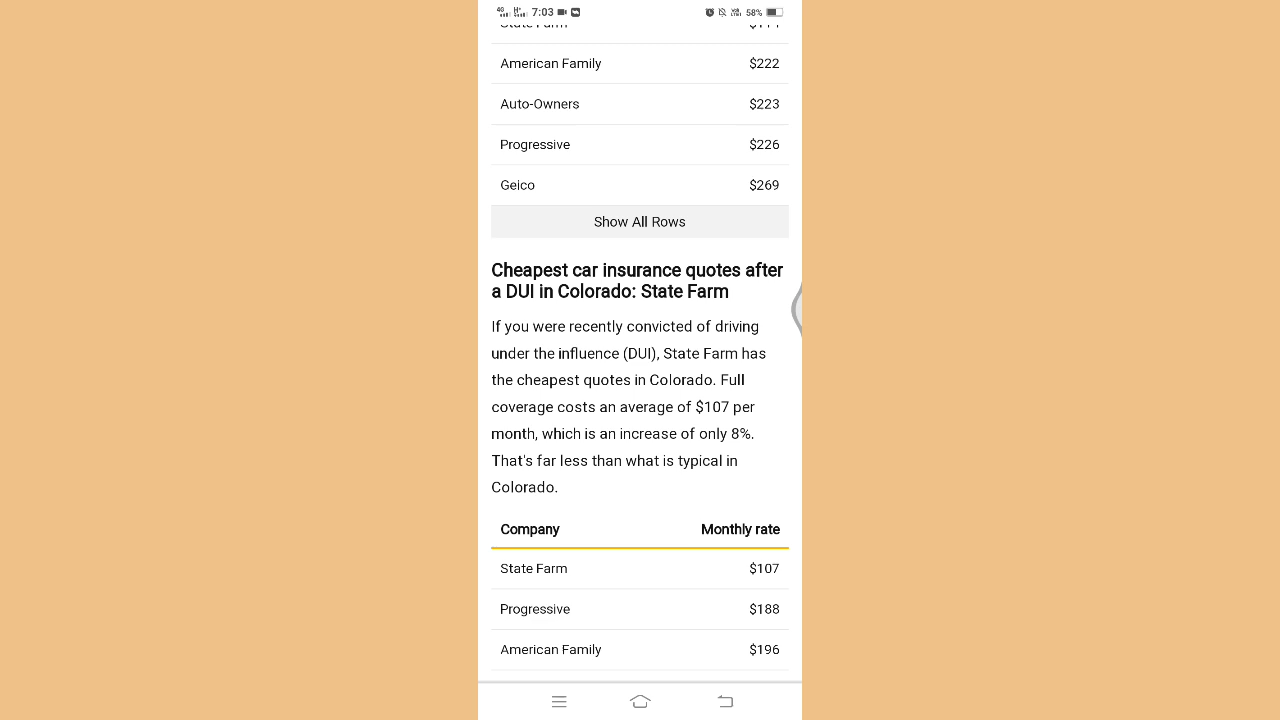 4G H+ 7:03 58%
American Family $222
Auto-Owners $223
Progressive $226
Geico $269
Show All Rows
Cheapest car insurance quotes after
a DUI in Colorado: State Farm
If you were recently convicted of driving
under the influence (DUI), State Farm has
the cheapest quotes in Colorado. Full
coverage costs an average of $107 per
month, which is an increase of only 8%.
That's far less than what is typical in
Colorado.
Company Monthly rate
State Farm $107
Progressive $188
American Family $196